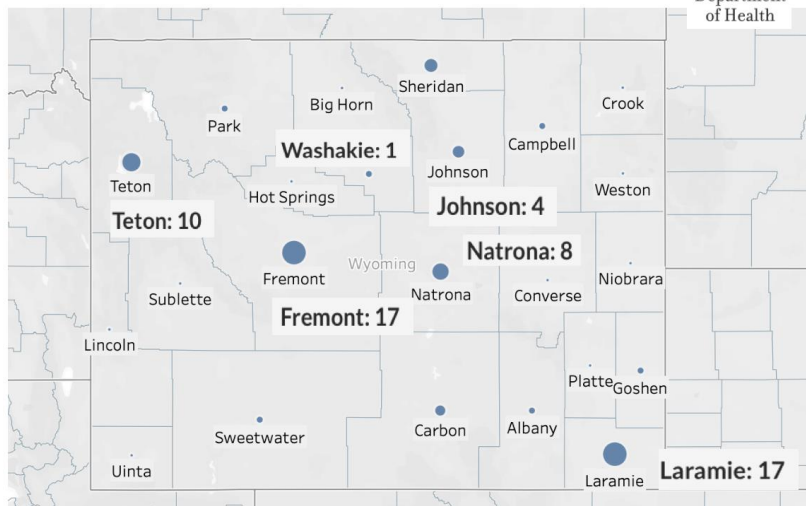 Department
of Health
Sheridan
Big Horn
Crook
Park
Campbell
Washakie: 1
Johnson
Teton
Hot Springs
Weston
Johnson: 4
Teton: 10
Natrona: 8
Wyoming
Fremont
Niobrara
Natrona
Converse
Sublette
Fremont: 17
Lincoln
Platte
Goshen
Carbon
Albany
Sweetwater
Uinta
Laramie: 17
Laramie